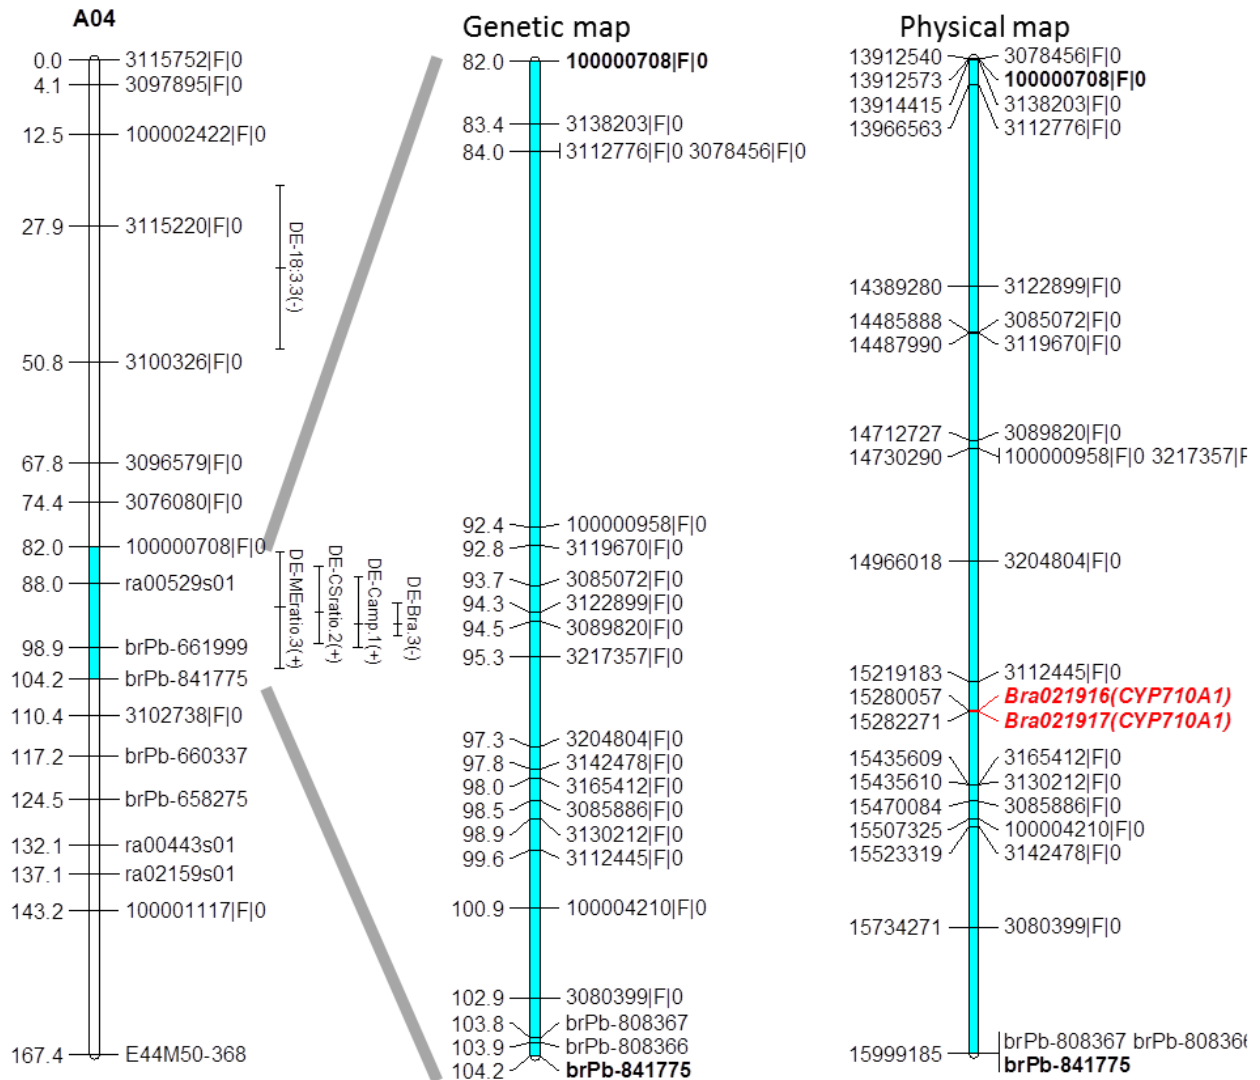 A04
0.0 3115752|F|0
4.1 3097895|F|0
12.5 100002422|F|0
27.9 3115220|F|0
50.8 3100326|F|0
67.8 3096579|F|0
74.4 3076080|F|0
82.0 100000708|F|0
88.0 ra00529s01
98.9 brPb-661999
104.2 brPb-841775
110.4 3102738|F|0
117.2 brPb-660337
124.5 brPb-658275
132.1 ra00443s01
137.1 ra02159s01
143.2 100001117|F|0
167.4 E44M50-368
DE-18:3.3(-)
DE-MEratio.3(+)
DE-CSratio.2(+)
DE-Camp.1(+)
DE-Bra.3(-)
Genetic map
82.0 100000708|F|0
83.4 3138203|F|0
84.0 3112776|F|0 3078456|F|0
92.4 100000958|F|0
92.8 3119670|F|0
93.7 3085072|F|0
94.3 3122899|F|0
94.5 3089820|F|0
95.3 3217357|F|0
97.3 3204804|F|0
97.8 3142478|F|0
98.0 3165412|F|0
98.5 3085886|F|0
98.9 3130212|F|0
99.6 3112445|F|0
100.9 100004210|F|0
102.9 3080399|F|0
103.8 brPb-808367
103.9 brPb-808366
104.2 brPb-841775
Physical map
13912540 3078456|F|0
13912573 100000708|F|0
13914415 3138203|F|0
13966563 3112776|F|0
14389280 3122899|F|0
14485888 3085072|F|0
14487990 3119670|F|0
14712727 3089820|F|0
14730290 100000958|F|0 3217357|F
14966018 3204804|F|0
15219183 3112445|F|0
15280057 Bra021916(CYP710A1)
15282271 Bra021917(CYP710A1)
15435609 3165412|F|0
15435610 3130212|F|0
15470084 3085886|F|0
15507325 100004210|F|0
15523319 3142478|F|0
15734271 3080399|F|0
15999185 brPb-808367 brPb-808366
brPb-841775